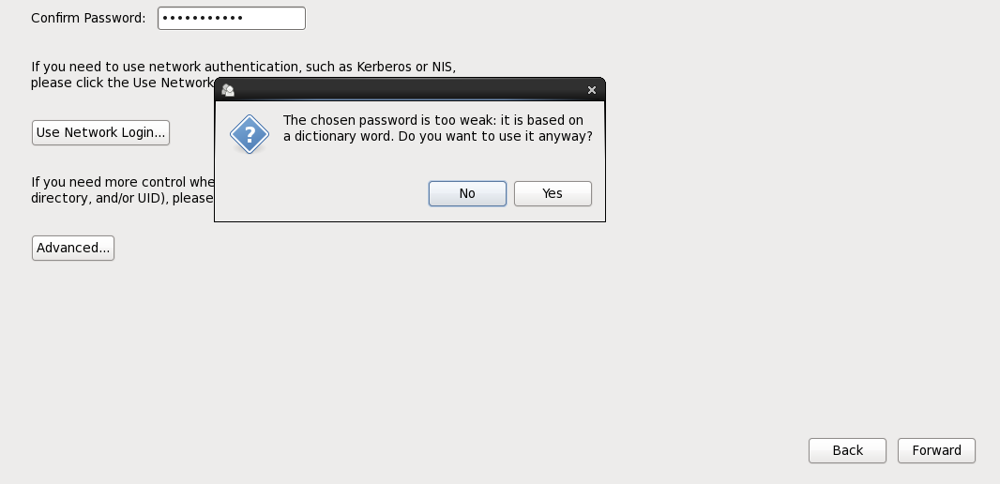 Confirm Password: •••••••••••
If you need to use network authentication, such as Kerberos or NIS,
please click the Use Network
The chosen password is too weak: it is based on
a dictionary word. Do you want to use it anyway?
Use Network Login...
If you need more control whe
directory, and/or UID), please
No Yes
Advanced...
Back Forward